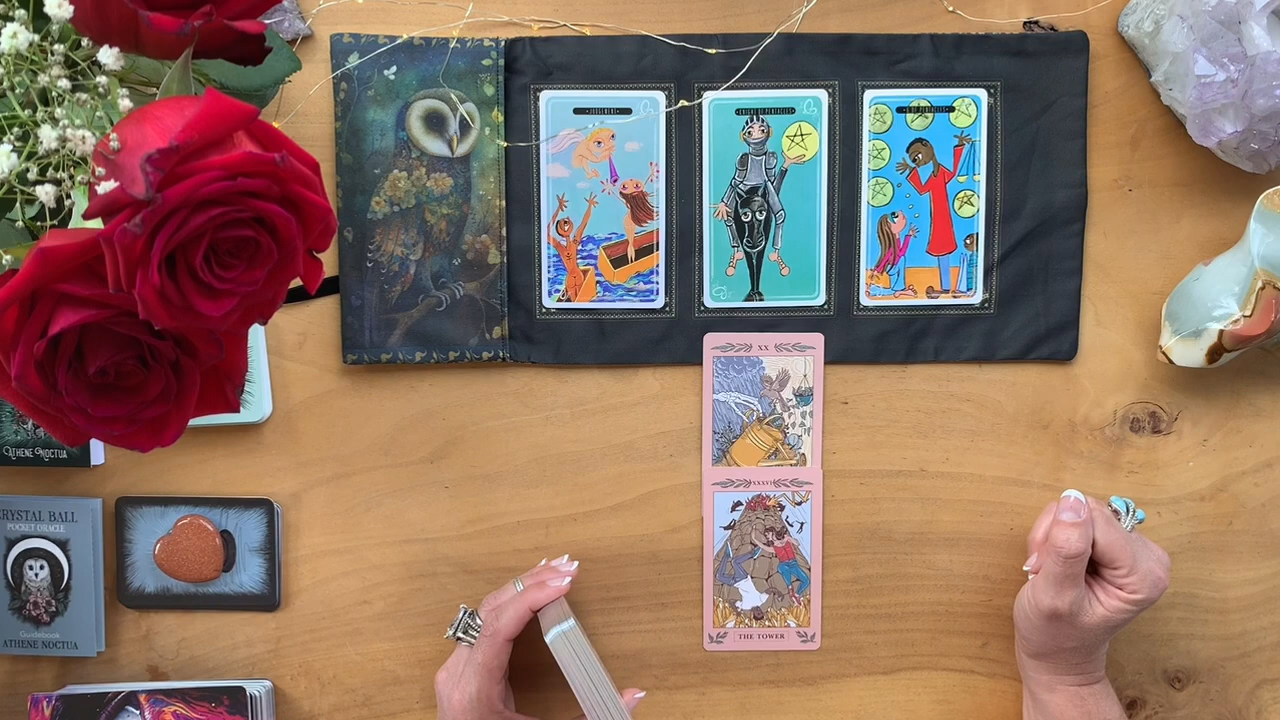 JUDGEMENT
KNIGHT OF PENTACLES
6 OF PENTACLES
XX
XXXVI
THE TOWER
ATHENE NOCTUA
CRYSTAL BALL
POCKET ORACLE
Guidebook
ATHENE NOCTUA